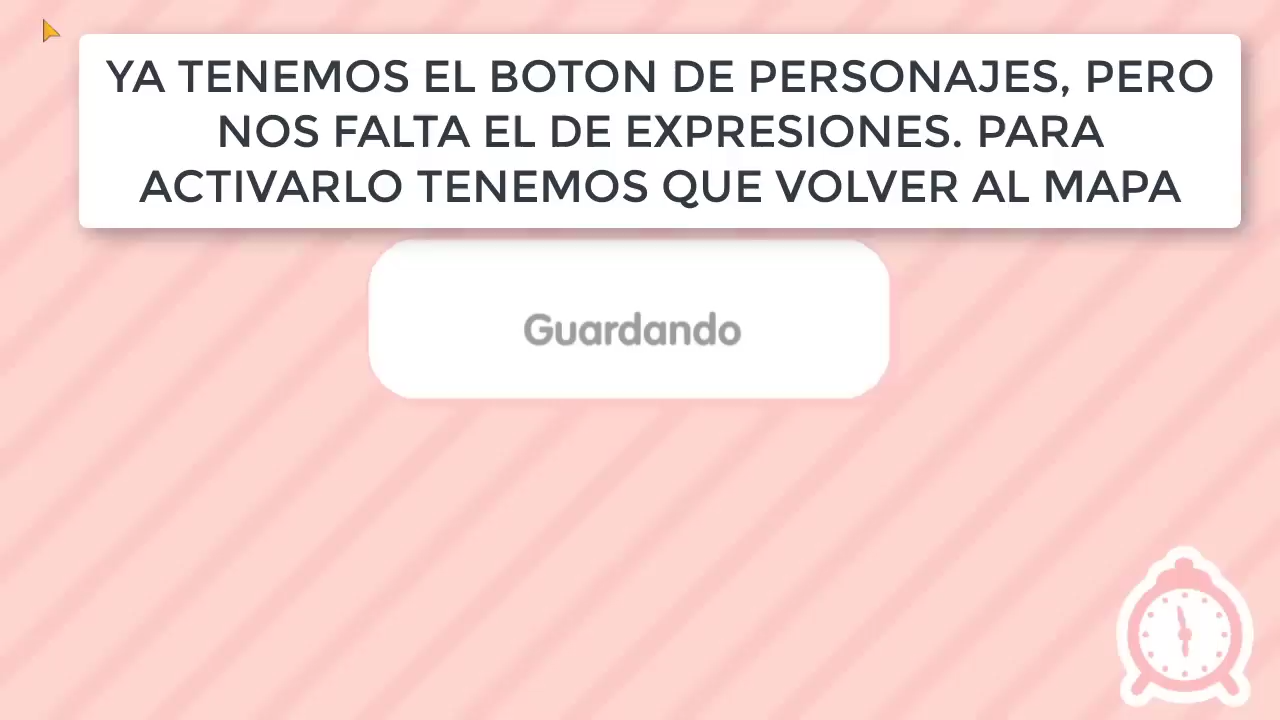 YA TENEMOS EL BOTON DE PERSONAJES, PERO
NOS FALTA EL DE EXPRESIONES. PARA
ACTIVARLO TENEMOS QUE VOLVER AL MAPA
Guardando